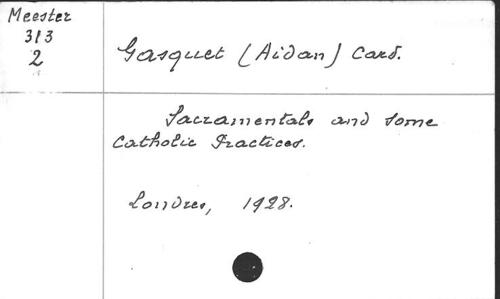 Meester
313
2
Gasquet (Aidan) Card.
Sacramentals and some
Catholic Practices.
Londres, 1928.